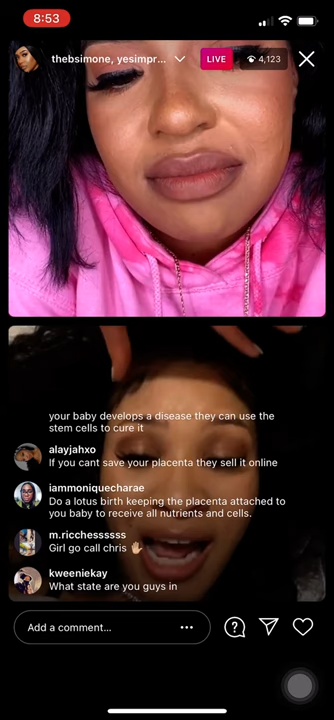 8:53
thebsimone, yesimpr...
LIVE
4,123
your baby develops a disease they can use the
stem cells to cure it
alayjahxo
If you cant save your placenta they sell it online
iammoniquecharae
Do a lotus birth keeping the placenta attached to
you baby to receive all nutrients and cells.
m.ricchessssss
Girl go call chris 🤚🏼
kweeniekay
What state are you guys in
Add a comment...